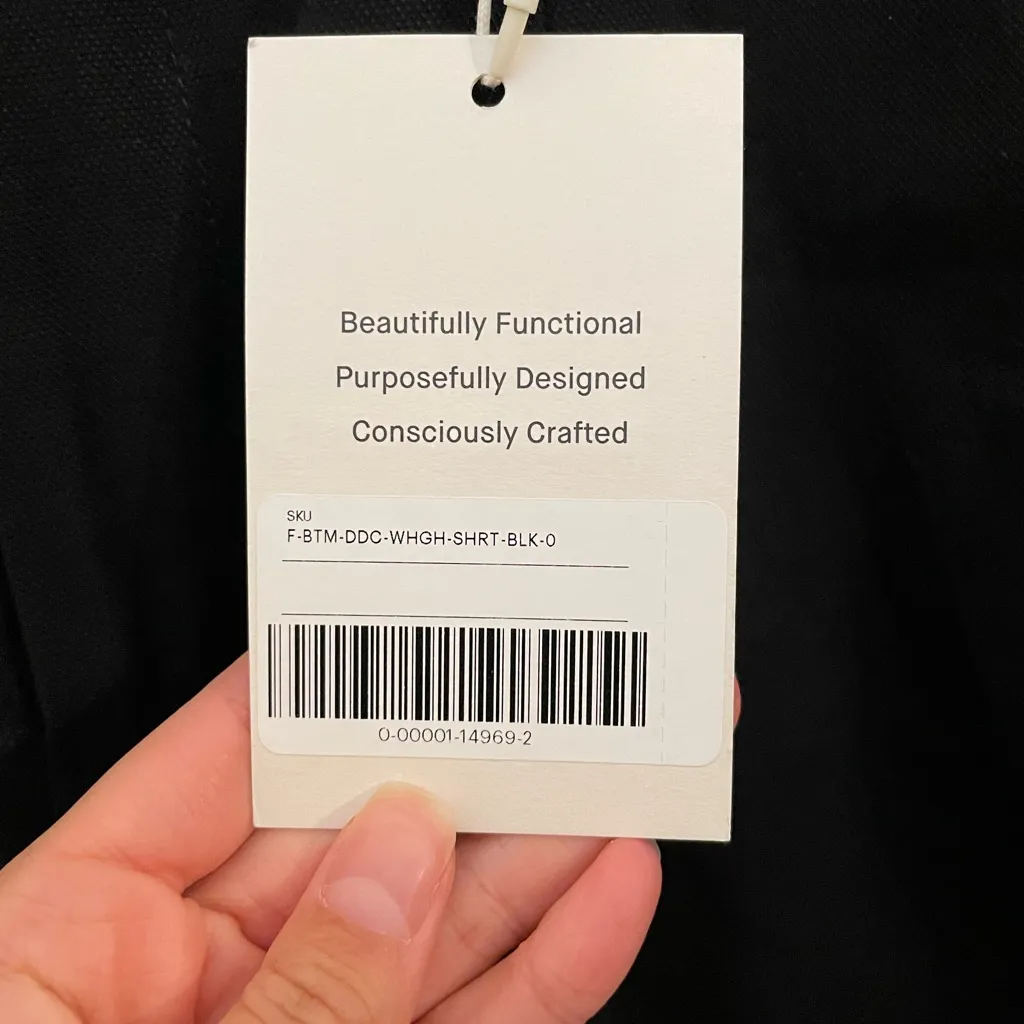 Beautifully Functional
Purposefully Designed
Consciously Crafted
SKU
F-BTM-DDC-WHGH-SHRT-BLK-0
0-00001-14969-2